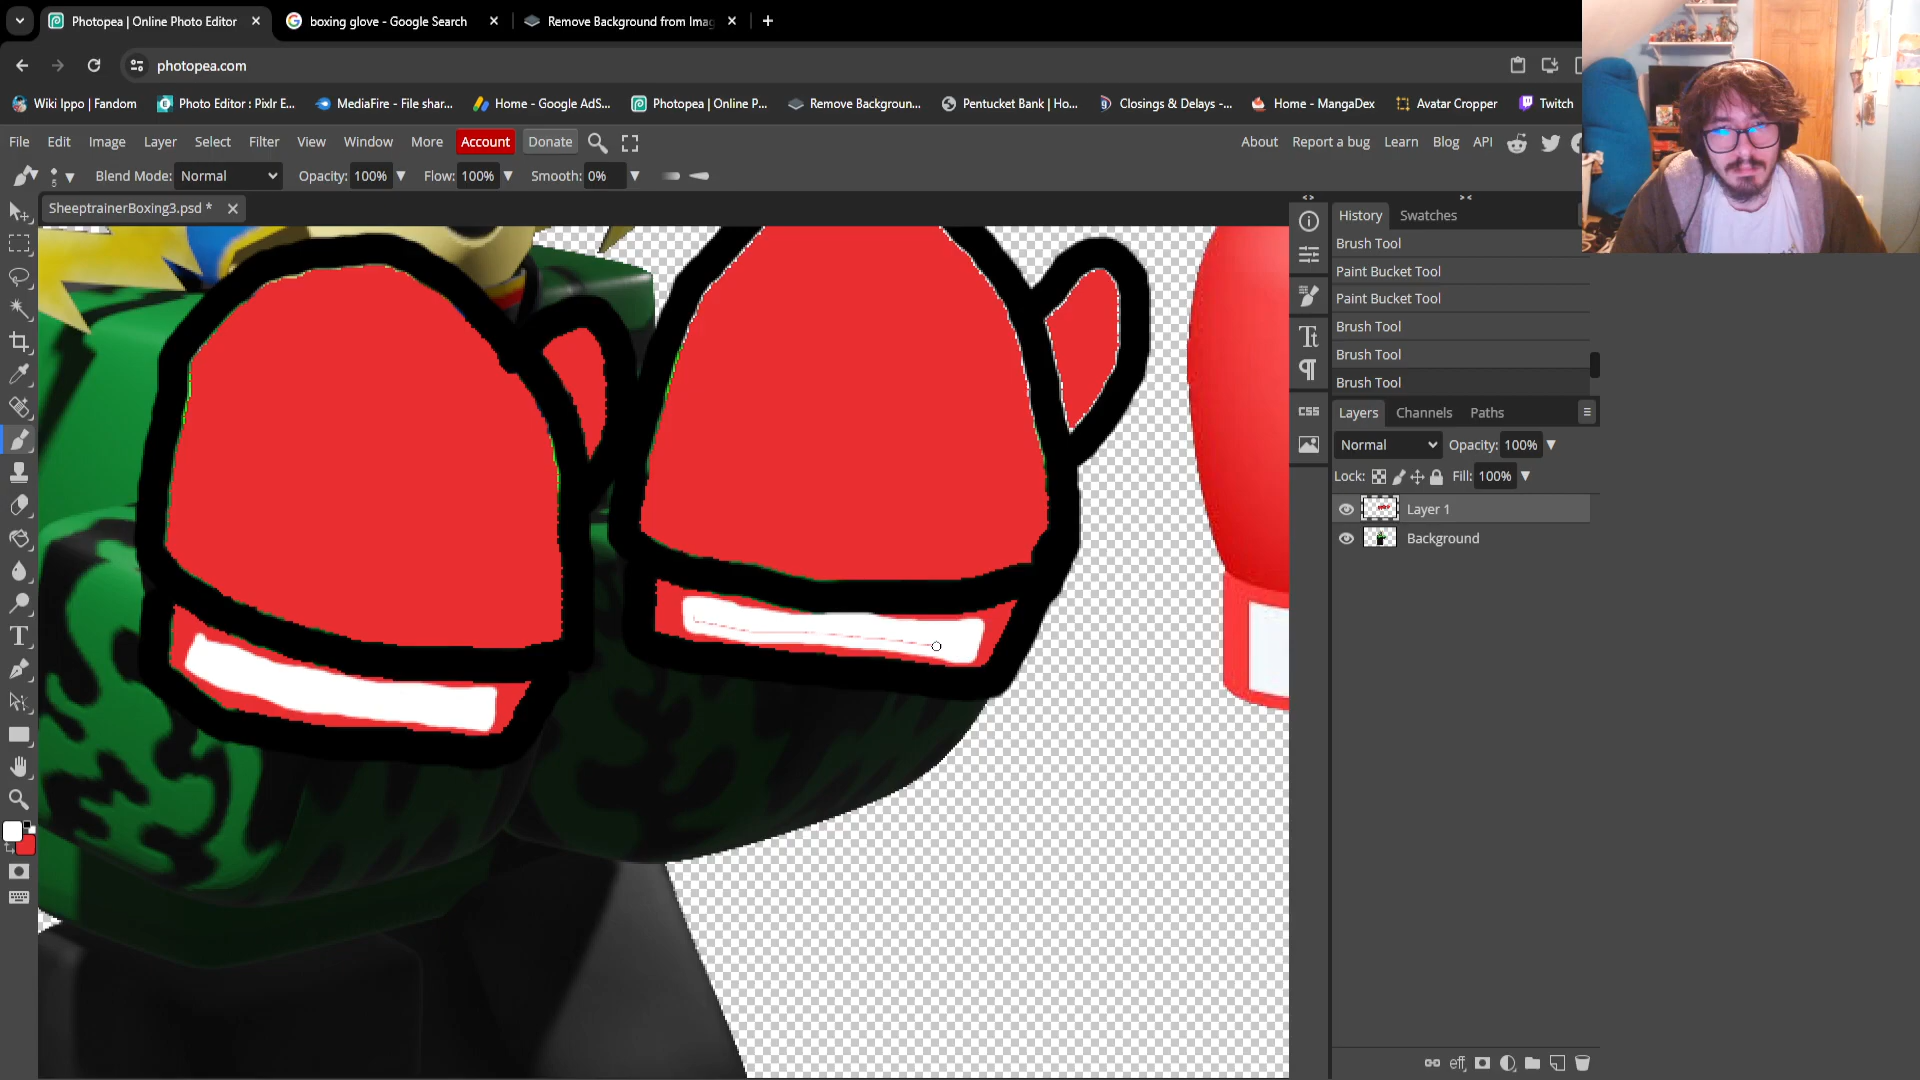 Photopea | Online Photo Editor
boxing glove - Google Search
Remove Background from Imag
photopea.com
Wiki Ippo | Fandom
Photo Editor : Pixlr E...
MediaFire - File shar...
Home - Google AdS...
Photopea | Online P...
Remove Backgroun...
Pentucket Bank | Ho...
Closings & Delays -...
Home - MangaDex
Avatar Cropper
Twitch
File Edit Image Layer Select Filter View Window More Account Donate
About Report a bug Learn Blog API
5
Blend Mode: Normal Opacity: 100% Flow: 100% Smooth: 0%
SheeptrainerBoxing3.psd *
History Swatches
Brush Tool
Paint Bucket Tool
Paint Bucket Tool
Brush Tool
Brush Tool
Brush Tool
CSS
Layers Channels Paths
Normal Opacity: 100%
Lock: Fill: 100%
Layer 1
Background
eff